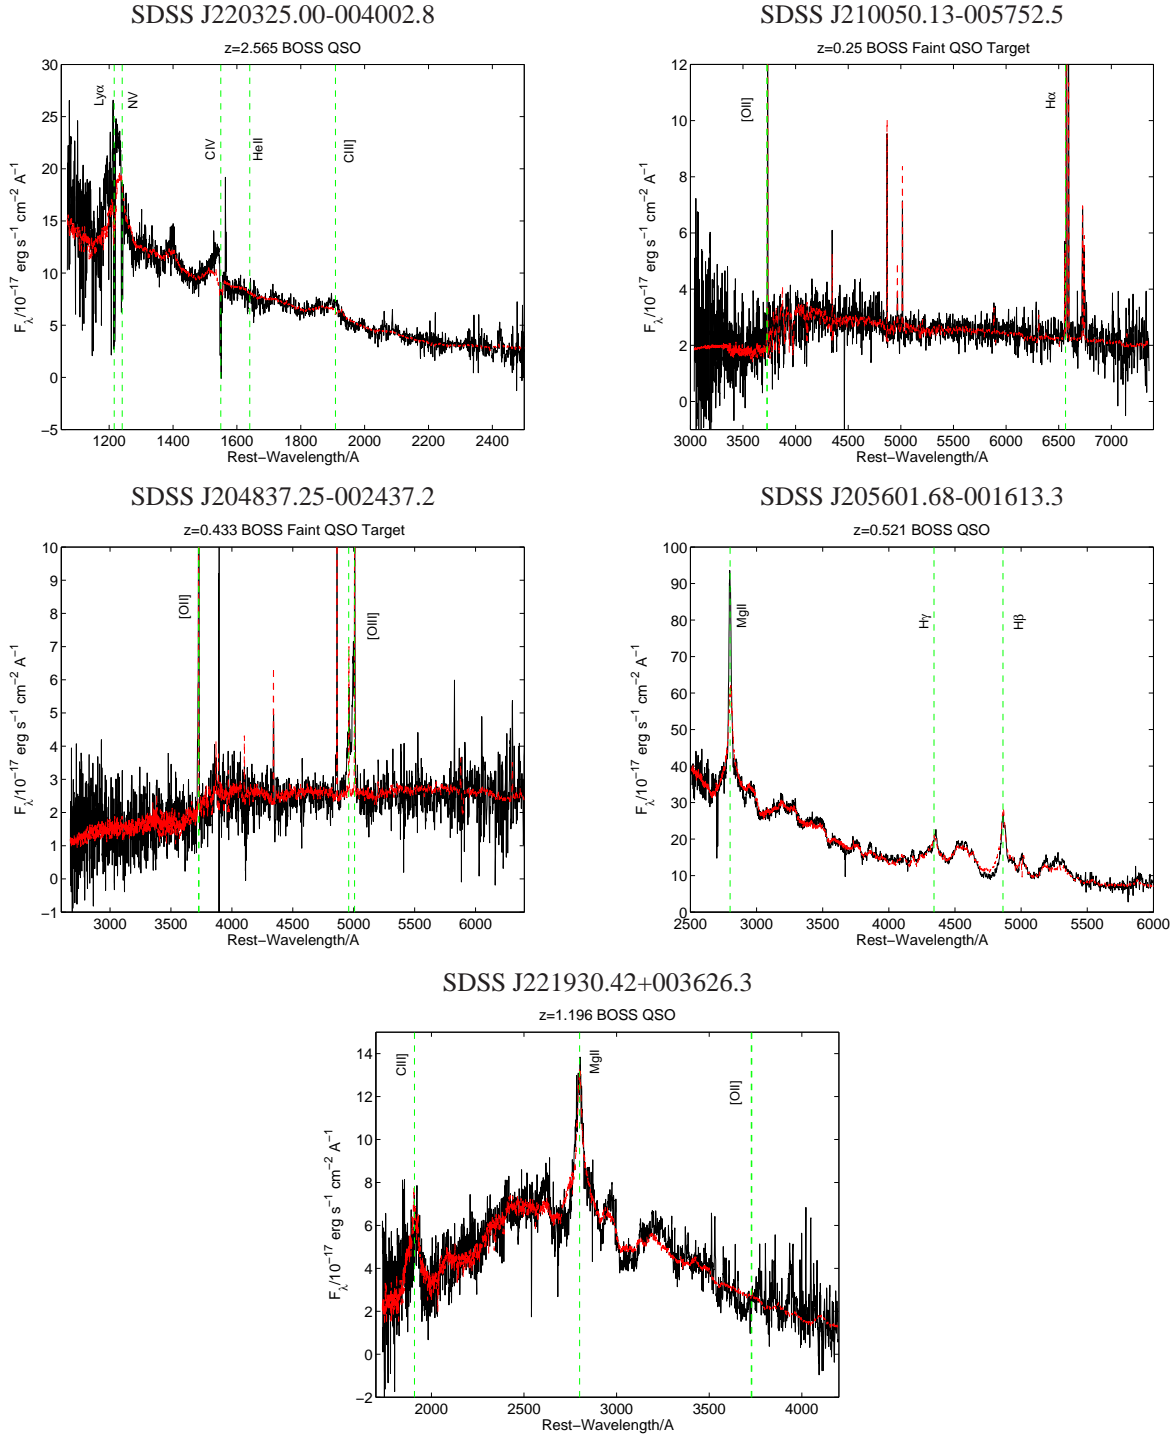 SDSS J220325.00-004002.8
z=2.565 BOSS QSO
30
25
20
15
10
5
0
−5
Lyα
NV
CIV
HeII
CIII]
1200 1400 1600 1800 2000 2200 2400
Rest−Wavelength/A
F_λ/10^−17 erg s^−1 cm^−2 A^−1
SDSS J210050.13-005752.5
z=0.25 BOSS Faint QSO Target
12
10
8
6
4
2
0
[OII]
Hα
3000 3500 4000 4500 5000 5500 6000 6500 7000
Rest−Wavelength/A
F_λ/10^−17 erg s^−1 cm^−2 A^−1
SDSS J204837.25-002437.2
z=0.433 BOSS Faint QSO Target
10
9
8
7
6
5
4
3
2
1
0
−1
[OII]
[OIII]
3000 3500 4000 4500 5000 5500 6000
Rest−Wavelength/A
F_λ/10^−17 erg s^−1 cm^−2 A^−1
SDSS J205601.68-001613.3
z=0.521 BOSS QSO
100
90
80
70
60
50
40
30
20
10
0
MgII
Hγ
Hβ
2500 3000 3500 4000 4500 5000 5500 6000
Rest−Wavelength/A
F_λ/10^−17 erg s^−1 cm^−2 A^−1
SDSS J221930.42+003626.3
z=1.196 BOSS QSO
14
12
10
8
6
4
2
0
−2
CIII]
MgII
[OII]
2000 2500 3000 3500 4000
Rest−Wavelength/A
F_λ/10^−17 erg s^−1 cm^−2 A^−1